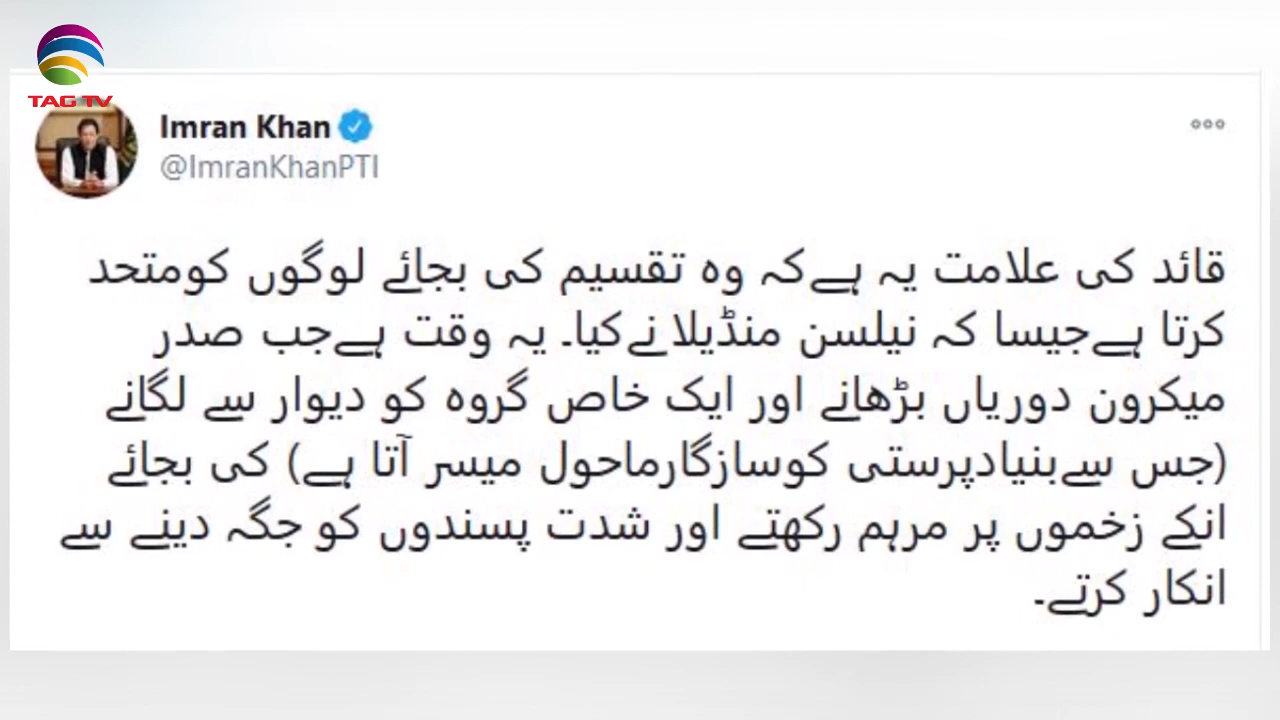 TAG TV
Imran Khan
@ImranKhanPTI
قائد کی علامت یہ ہےکہ وہ تقسیم کی بجائے لوگوں کومتحد
کرتا ہےجیسا کہ نیلسن منڈیلا نےکیا۔ یہ وقت ہےجب صدر
میکرون دوریاں بڑھانے اور ایک خاص گروہ کو دیوار سے لگانے
(جس سےبنیادپرستی کوسازگارماحول میسر آتا ہے) کی بجائے
انکے زخموں پر مرہم رکھتے اور شدت پسندوں کو جگہ دینے سے
انکار کرتے۔